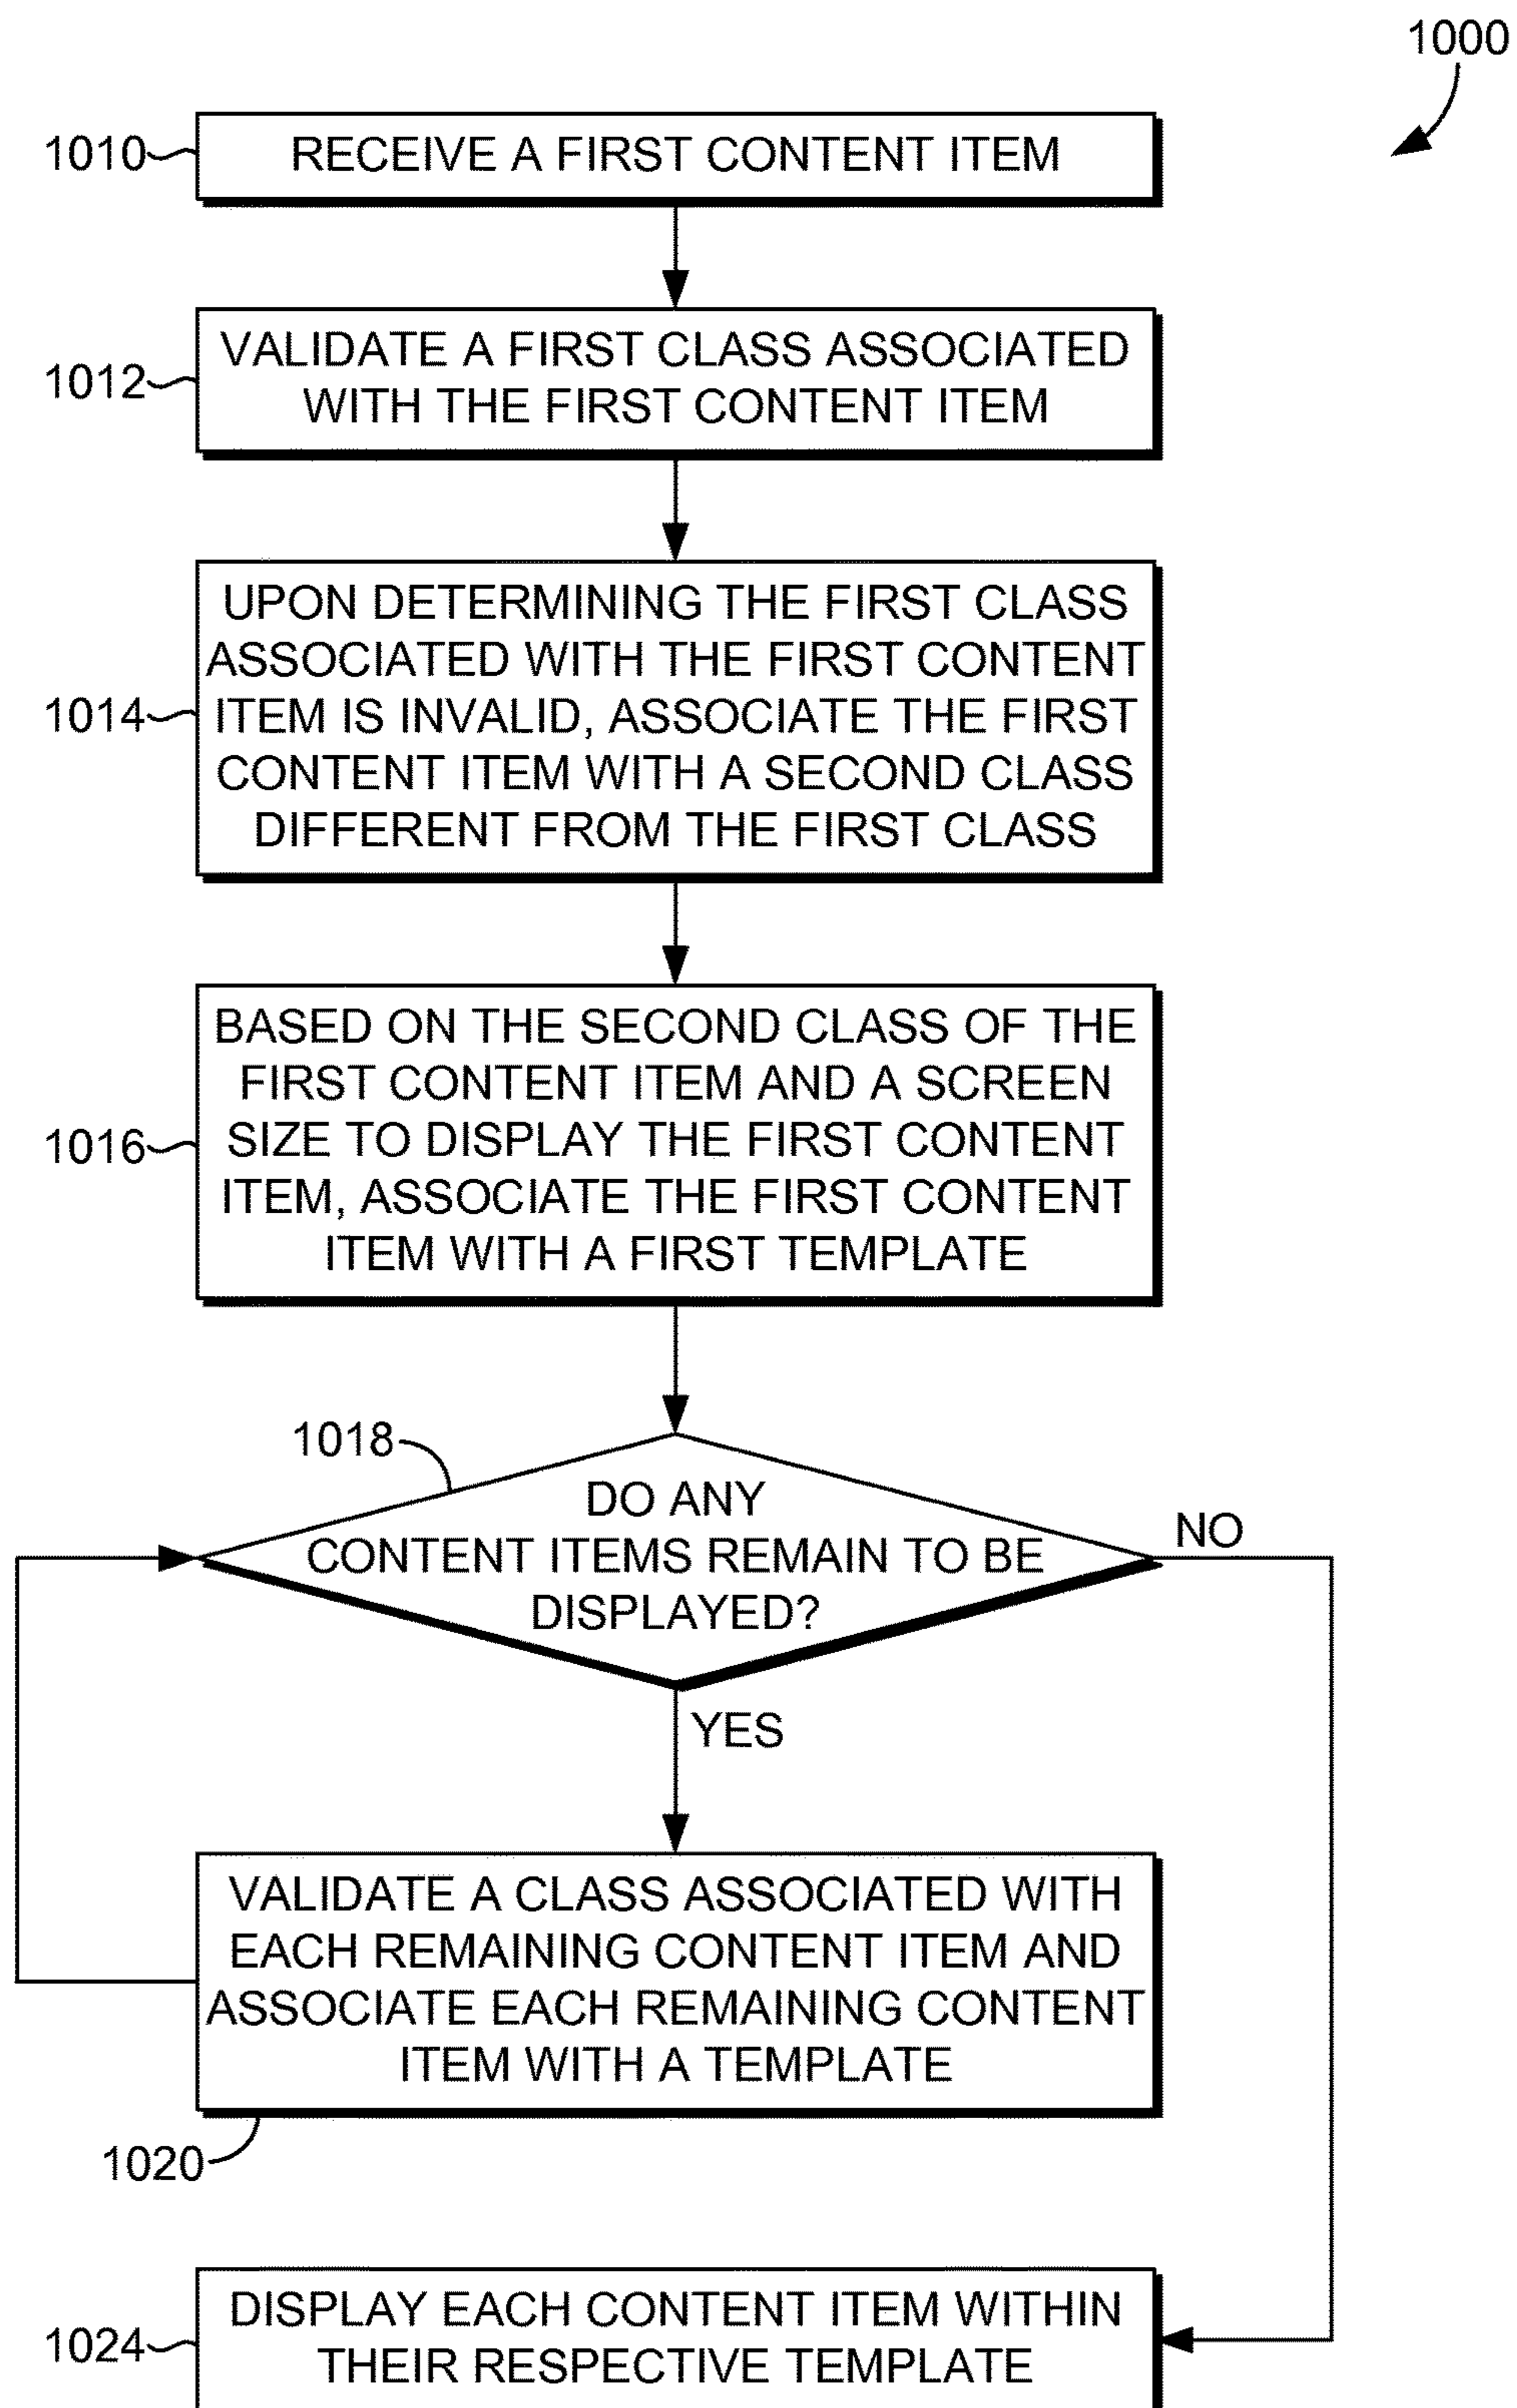 1000
1010
RECEIVE A FIRST CONTENT ITEM
1012
VALIDATE A FIRST CLASS ASSOCIATED
WITH THE FIRST CONTENT ITEM
1014
UPON DETERMINING THE FIRST CLASS
ASSOCIATED WITH THE FIRST CONTENT
ITEM IS INVALID, ASSOCIATE THE FIRST
CONTENT ITEM WITH A SECOND CLASS
DIFFERENT FROM THE FIRST CLASS
1016
BASED ON THE SECOND CLASS OF THE
FIRST CONTENT ITEM AND A SCREEN
SIZE TO DISPLAY THE FIRST CONTENT
ITEM, ASSOCIATE THE FIRST CONTENT
ITEM WITH A FIRST TEMPLATE
1018
DO ANY
CONTENT ITEMS REMAIN TO BE
DISPLAYED?
NO
YES
VALIDATE A CLASS ASSOCIATED WITH
EACH REMAINING CONTENT ITEM AND
ASSOCIATE EACH REMAINING CONTENT
ITEM WITH A TEMPLATE
1020
1024
DISPLAY EACH CONTENT ITEM WITHIN
THEIR RESPECTIVE TEMPLATE